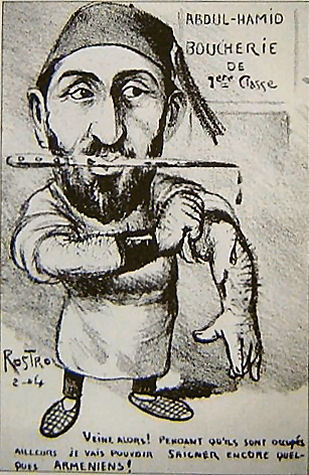 ABDUL-HAMID
BOUCHERIE
DE
1ère Classe
ROSTRO
2-04
VEINE ALORS! PENDANT QU'ILS SONT OCCUPÉS
AILLEURS JE VAIS POUVOIR SAIGNER ENCORE QUEL-
QUES ARMENIENS!